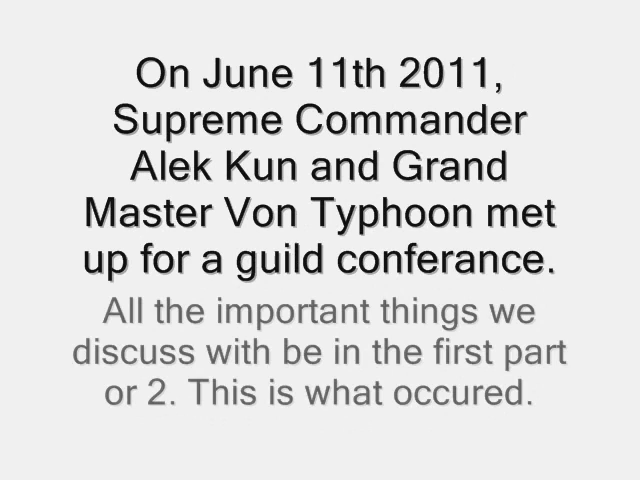 On June 11th 2011,
Supreme Commander
Alek Kun and Grand
Master Von Typhoon met
up for a guild conferance.
All the important things we
discuss with be in the first part
or 2. This is what occured.